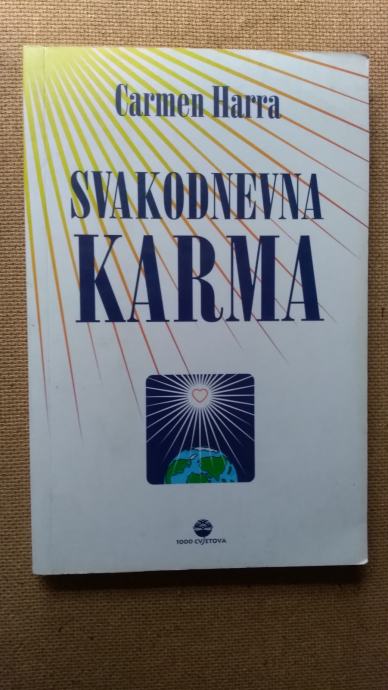 Carmen Harra
SVAKODNEVNA
KARMA
1000 CVJETOVA